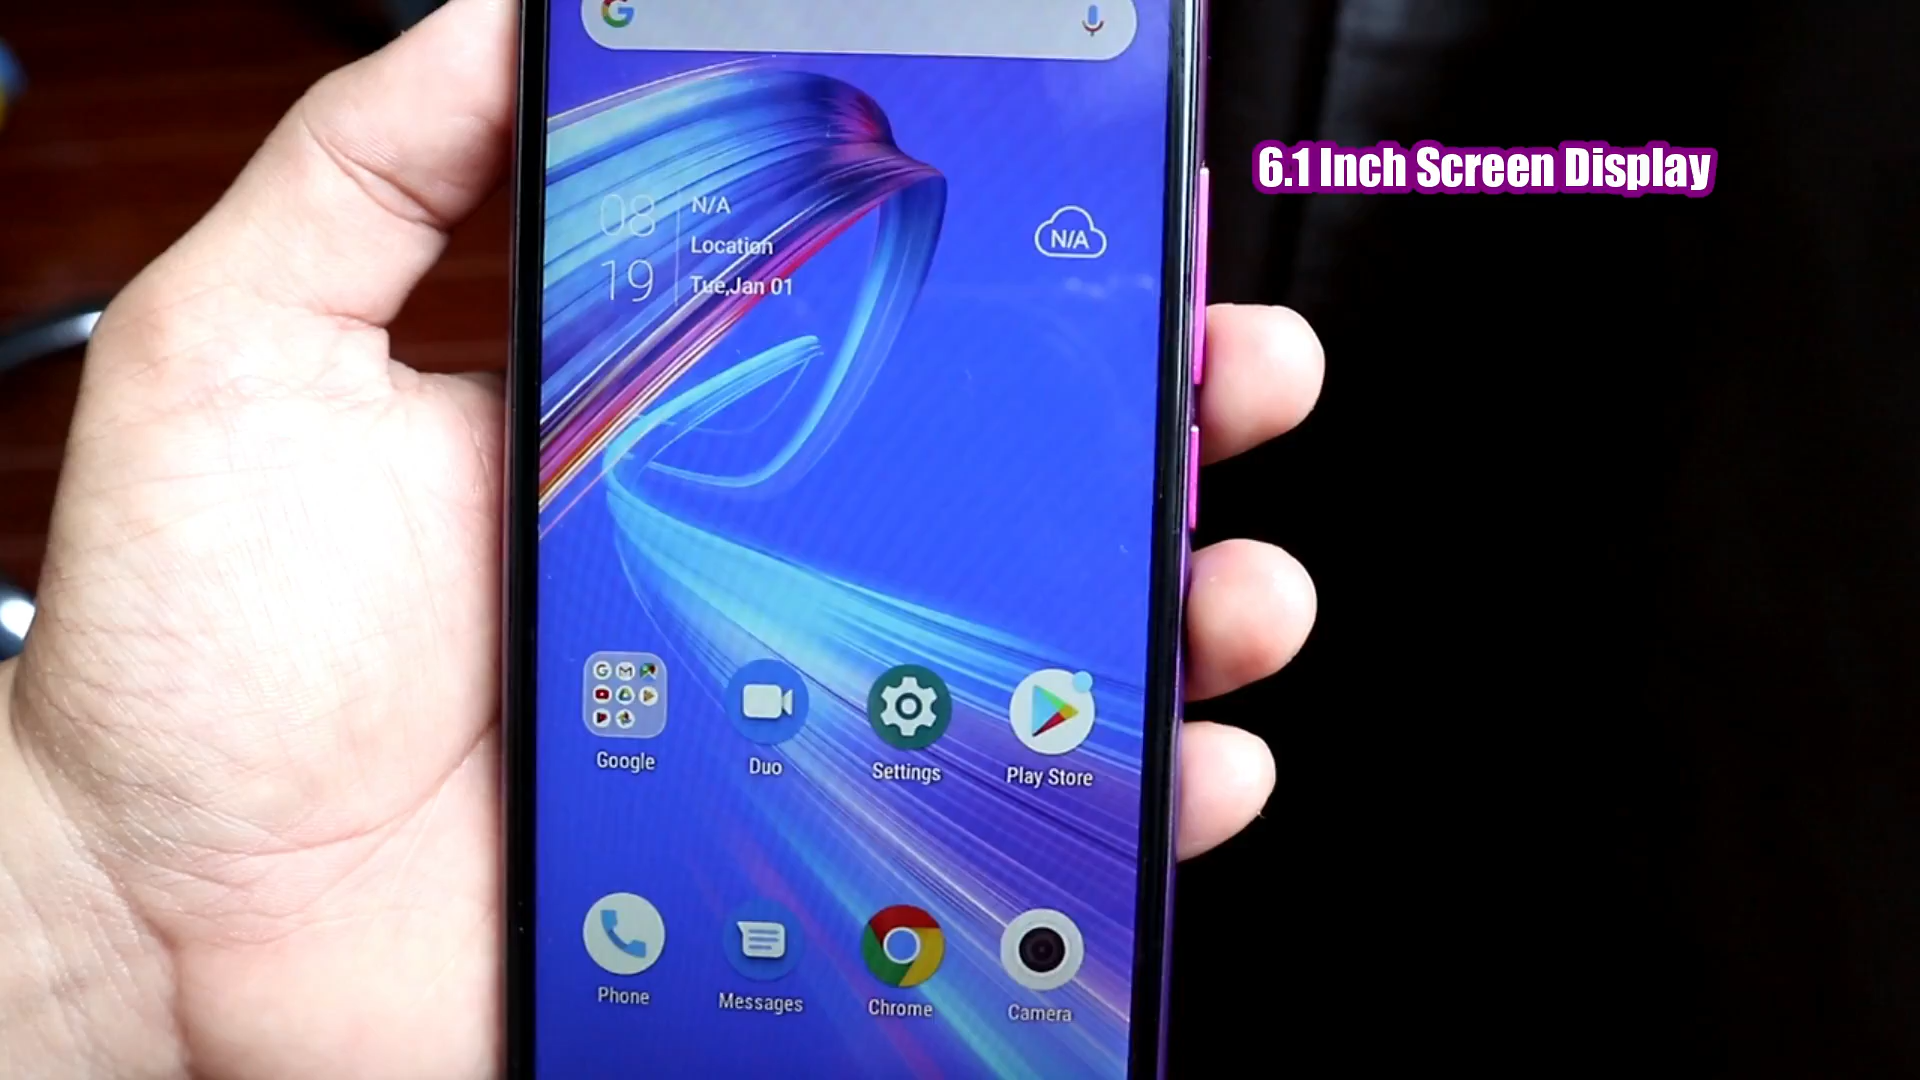 6.1 Inch Screen Display
08
19
N/A
Location
Tue,Jan 01
N/A
Google
Duo
Settings
Play Store
Phone
Messages
Chrome
Camera